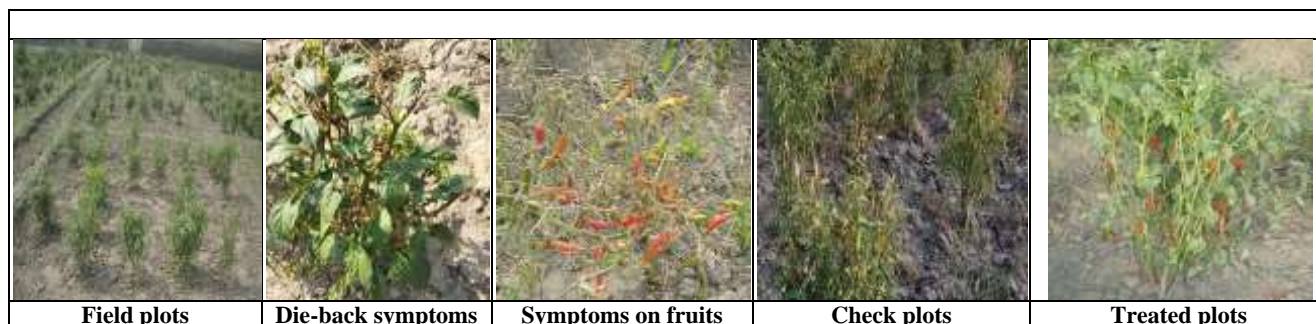 Field plots
Die-back symptoms
Symptoms on fruits
Check plots
Treated plots